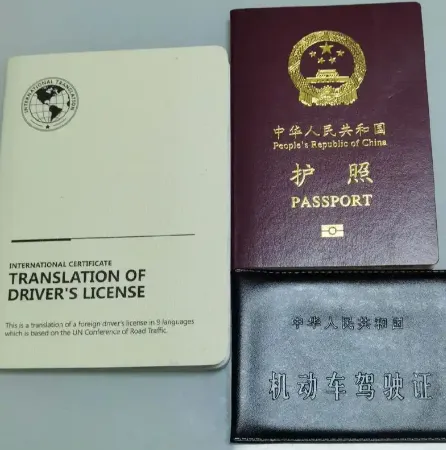 INTERNATIONAL TRANSLATION
INTERNATIONAL CERTIFICATE
TRANSLATION OF
DRIVER'S LICENSE
This is a translation of a foreign driver's license in 9 languages
which is based on the UN Conference of Road Traffic.
中华人民共和国
People's Republic of China
护照
PASSPORT
中华人民共和国
机动车驾驶证